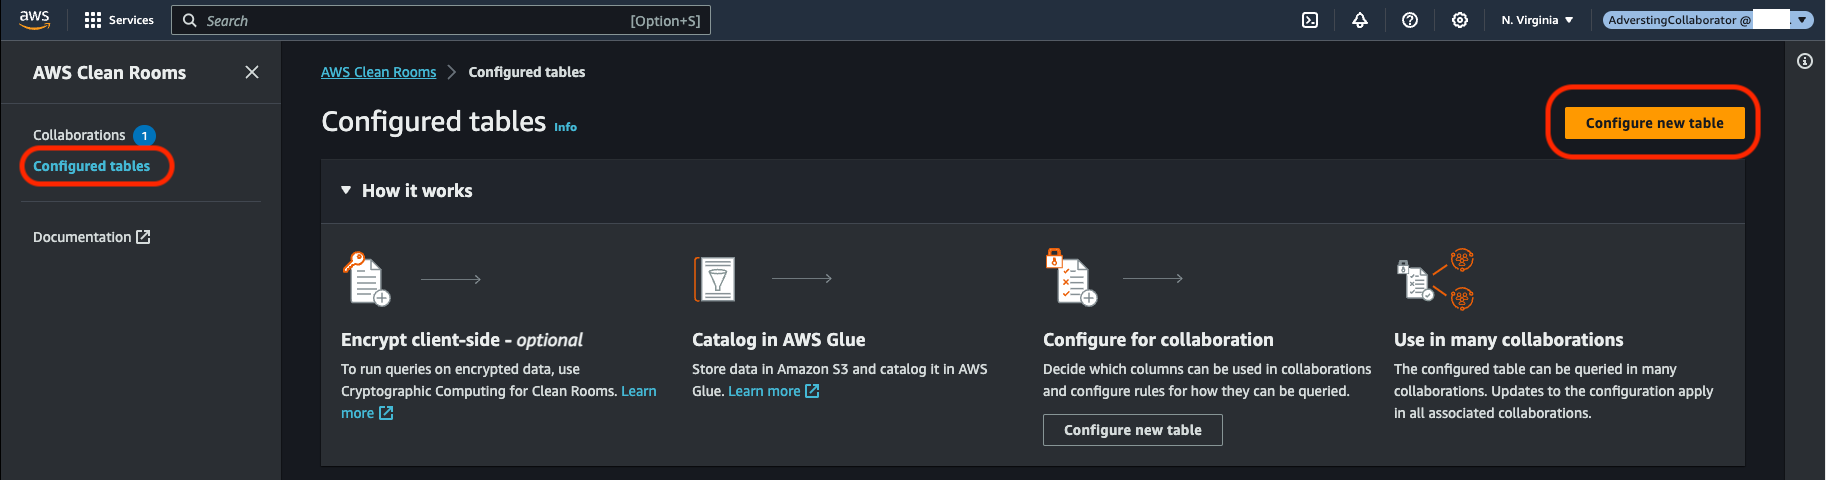 aws
Services
Search
[Option+S]
N. Virginia
AdverstingCollaborator @
AWS Clean Rooms
Collaborations 1
Configured tables
Documentation
AWS Clean Rooms
Configured tables
Configured tables Info
Configure new table
How it works
Encrypt client-side - optional
To run queries on encrypted data, use
Cryptographic Computing for Clean Rooms. Learn
more
Catalog in AWS Glue
Store data in Amazon S3 and catalog it in AWS
Glue. Learn more
Configure for collaboration
Decide which columns can be used in collaborations
and configure rules for how they can be queried.
Configure new table
Use in many collaborations
The configured table can be queried in many
collaborations. Updates to the configuration apply
in all associated collaborations.